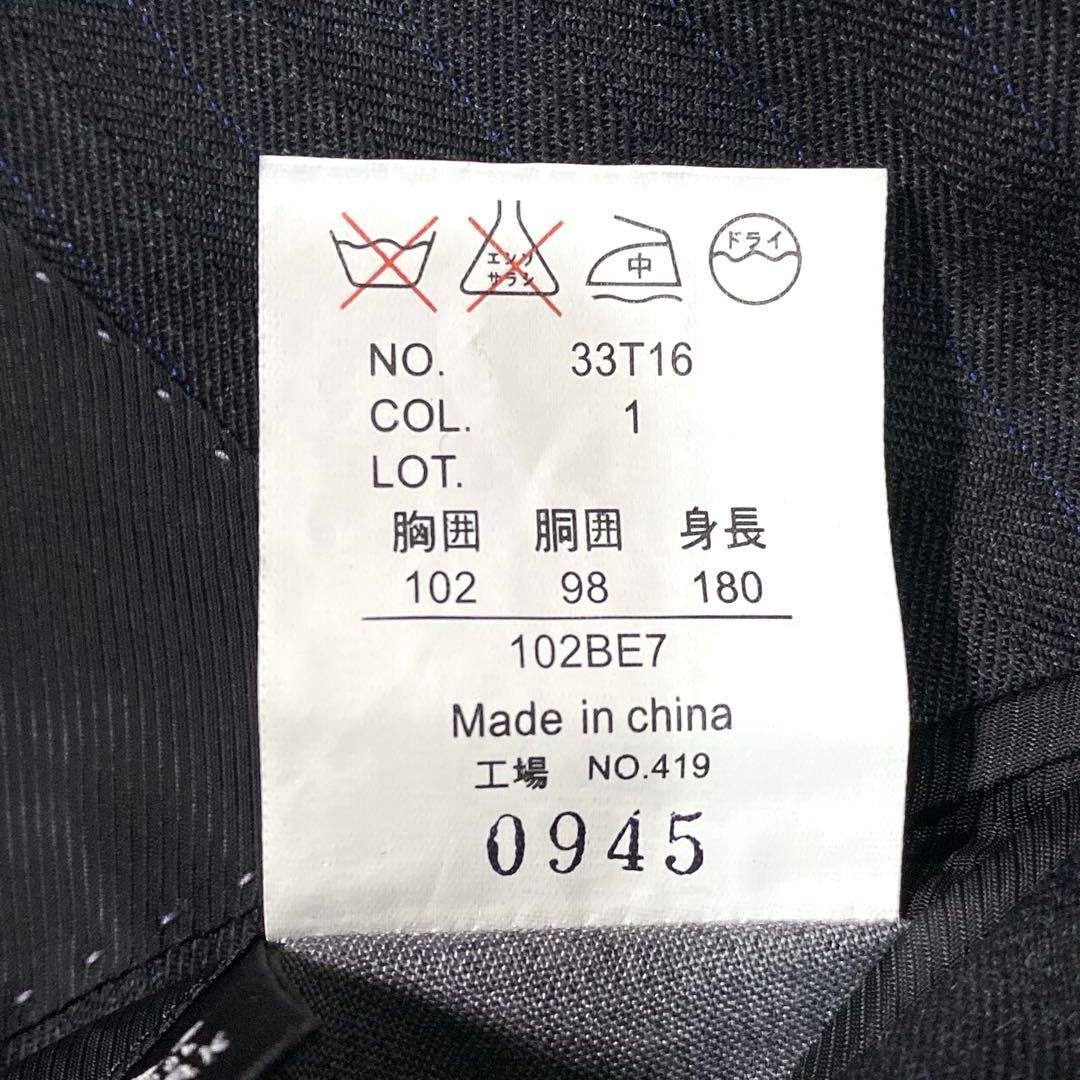 エンソ サラシ 中 ドライ
NO. 33T16
COL. 1
LOT.
胸囲 胴囲 身長
102 98 180
102BE7
Made in china
工場 NO.419
0945